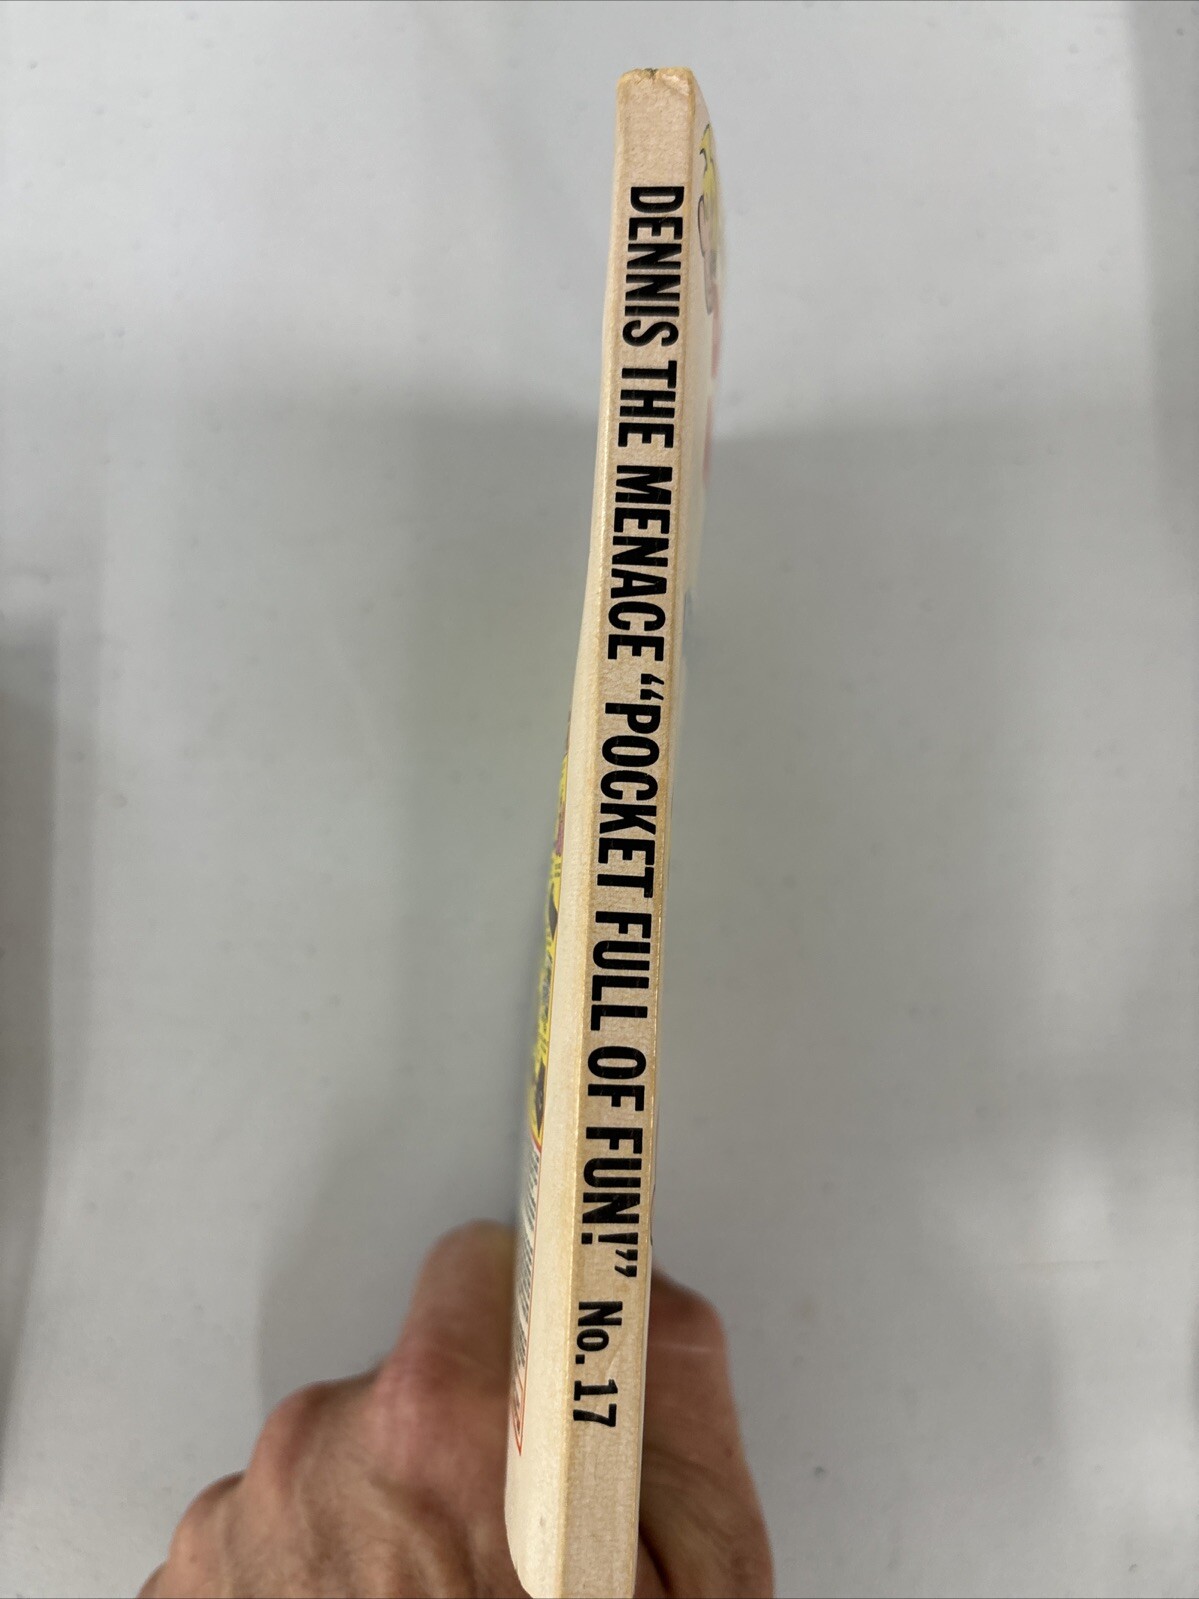 DENNIS THE MENACE “POCKET FULL OF FUN!” No. 17